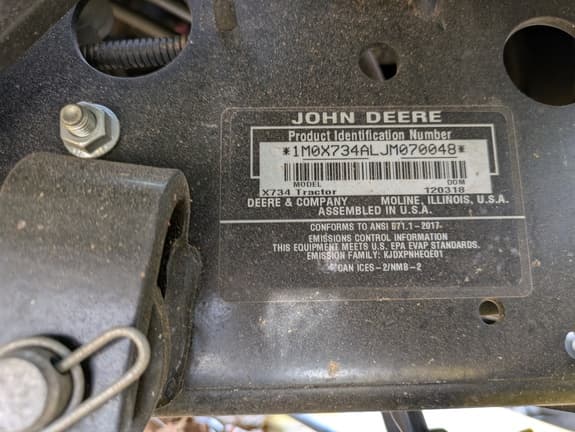 JOHN DEERE
Product Identification Number
*1M0X734ALJM070048*
MODEL DOM
X734 Tractor 120318
DEERE & COMPANY MOLINE, ILLINOIS, U.S.A.
ASSEMBLED IN U.S.A.
CONFORMS TO ANSI B71.1-2017
EMISSIONS CONTROL INFORMATION
THIS EQUIPMENT MEETS U.S. EPA EVAP STANDARDS.
EMISSION FAMILY: KJDXPNHEQE01
CAN ICES-2/NMB-2